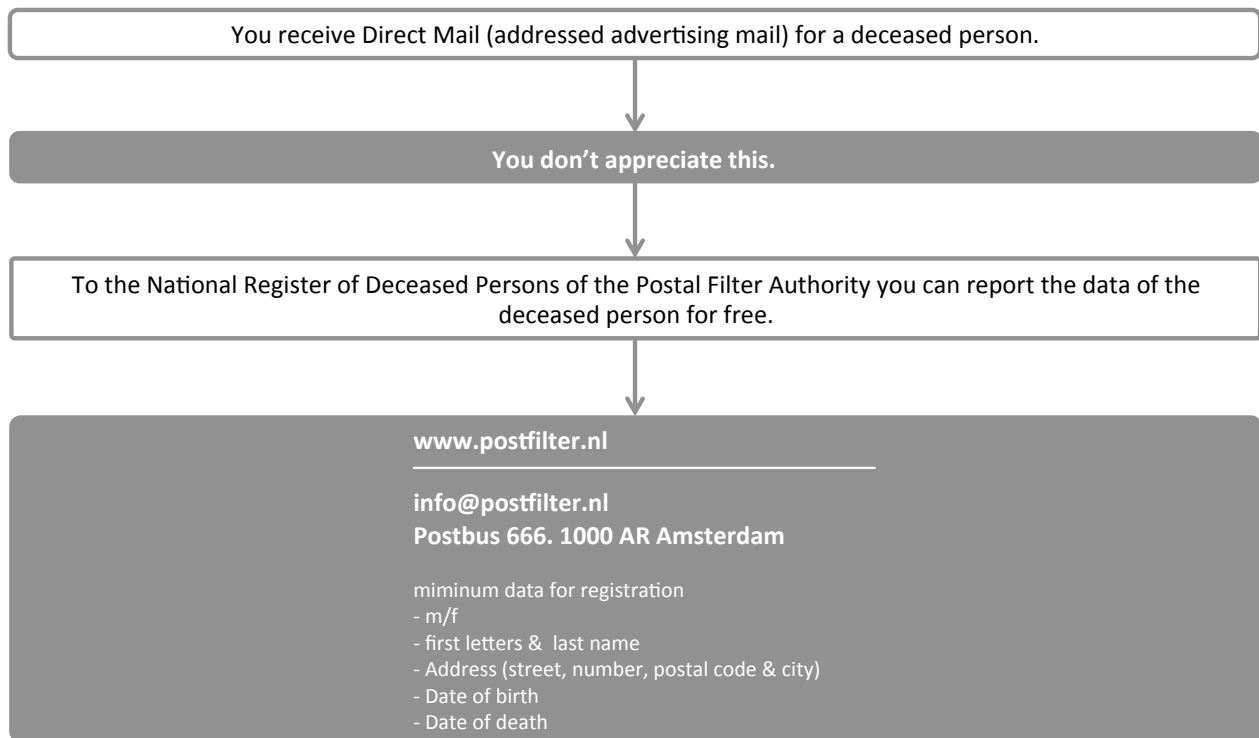 You receive Direct Mail (addressed advertising mail) for a deceased person.
You don’t appreciate this.
To the National Register of Deceased Persons of the Postal Filter Authority you can report the data of the
deceased person for free.
www.postfilter.nl
info@postfilter.nl
Postbus 666. 1000 AR Amsterdam
miminum data for registration
- m/f
- first letters &  last name
- Address (street, number, postal code & city)
- Date of birth
- Date of death